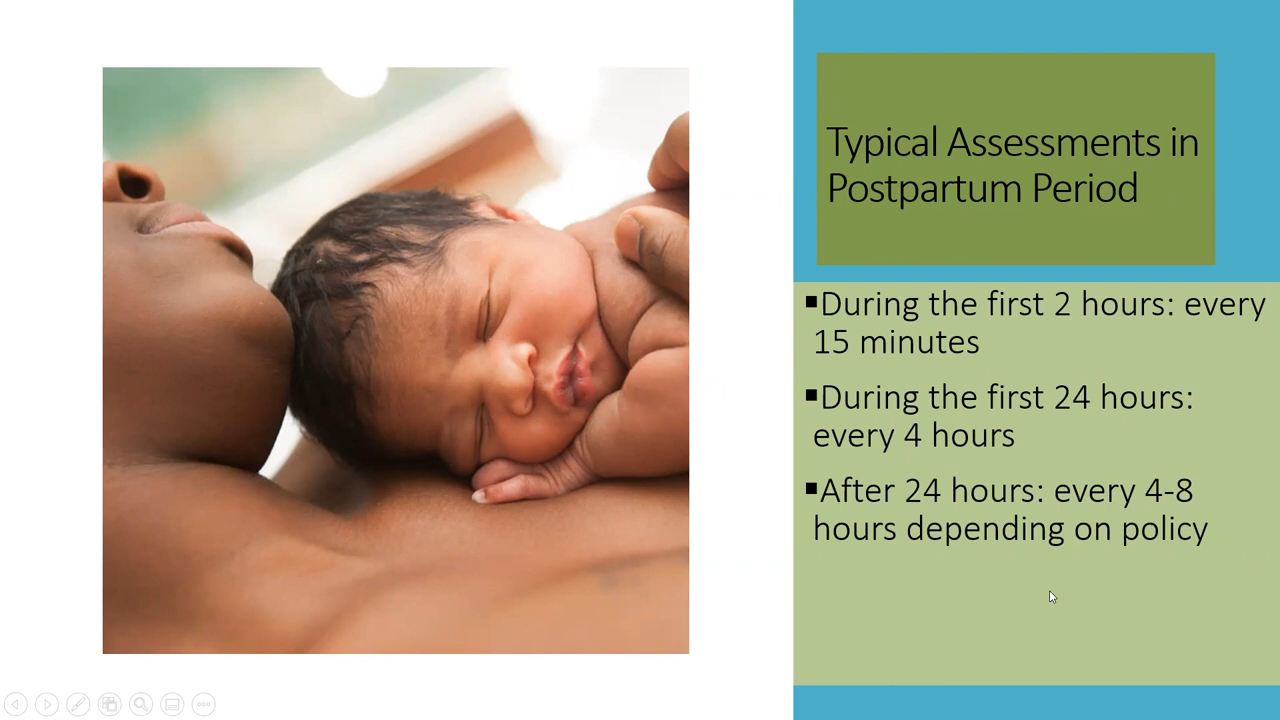 Typical Assessments in
Postpartum Period
▪During the first 2 hours: every
15 minutes
▪During the first 24 hours:
every 4 hours
▪After 24 hours: every 4-8
hours depending on policy